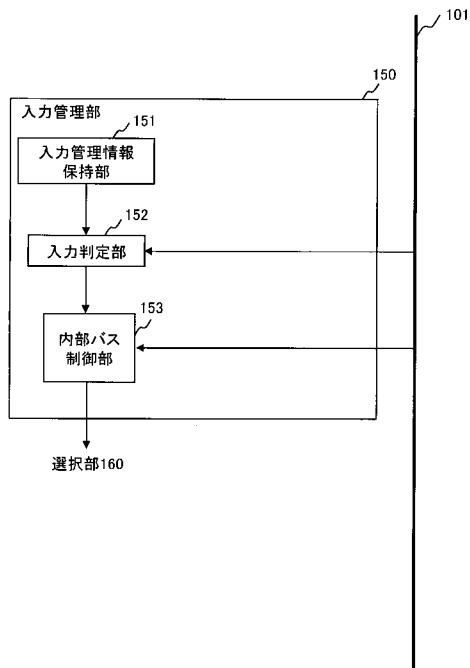 101
150
入力管理部
151
入力管理情報
保持部
152
入力判定部
153
内部バス
制御部
選択部160